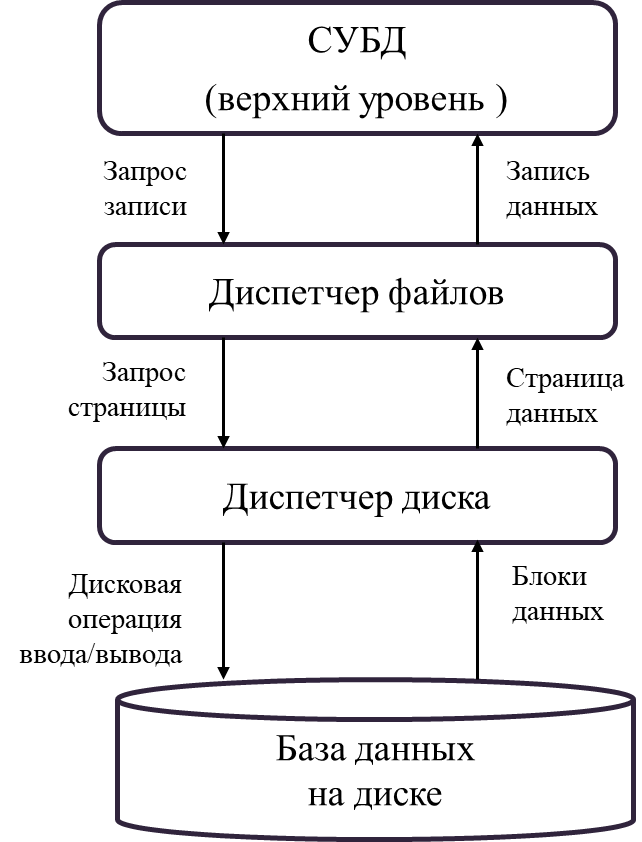 СУБД
(верхний уровень )
Запрос
записи
Запись
данных
Диспетчер файлов
Запрос
страницы
Страница
данных
Диспетчер диска
Дисковая
операция
ввода/вывода
Блоки
данных
База данных
на диске